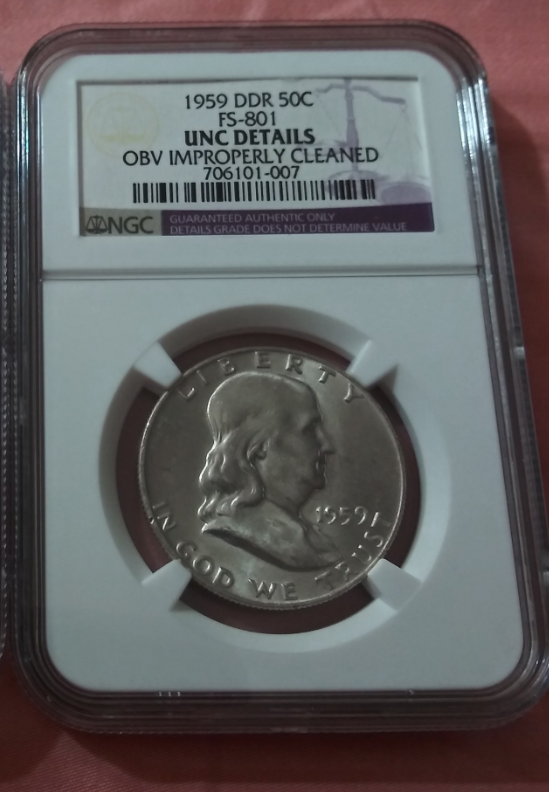 1959 DDR 50C
FS-801
UNC DETAILS
OBV IMPROPERLY CLEANED
706101-007
NGC
GUARANTEED AUTHENTIC ONLY
DETAILS GRADE DOES NOT DETERMINE VALUE
LIBERTY
1959
IN GOD WE TRUST